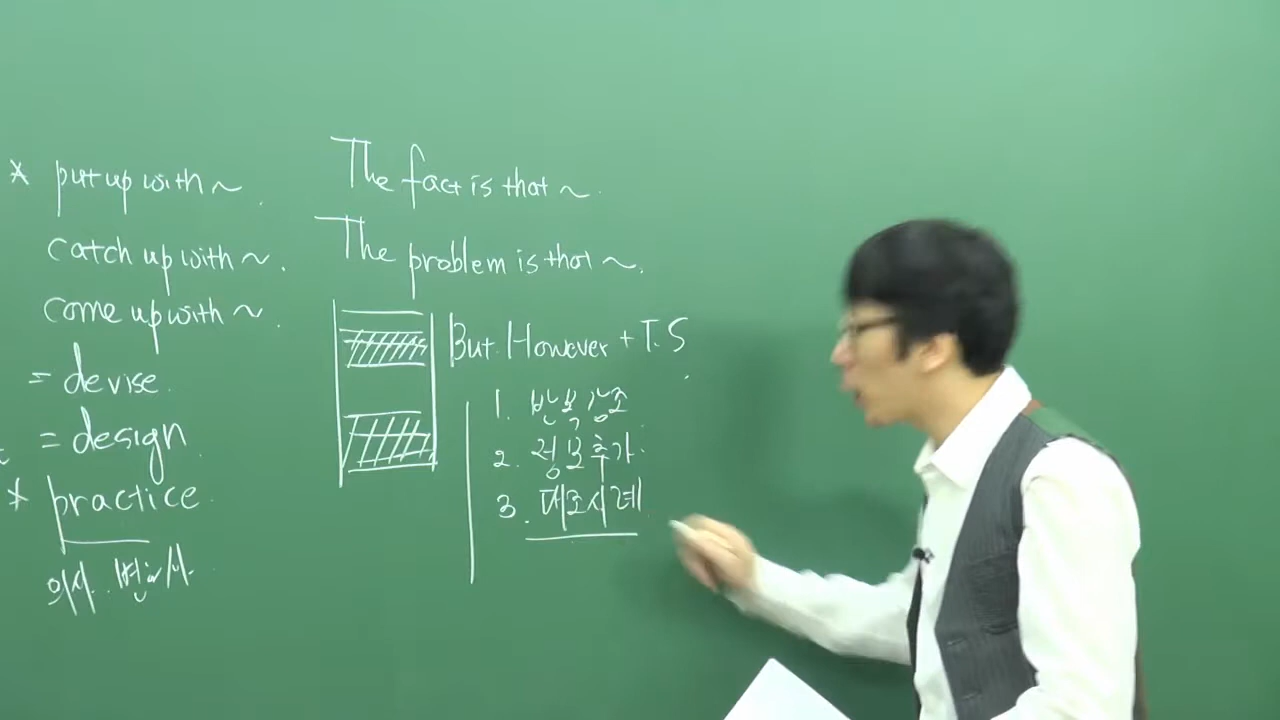 * put up with ~.
catch up with ~.
come up with ~.
= devise.
= design
* practice.
의사. 변호사.
The fact is that ~.
The problem is that ~.
But. However + T.S
1. 반복강조
2. 정보추가.
3. 대조사례.